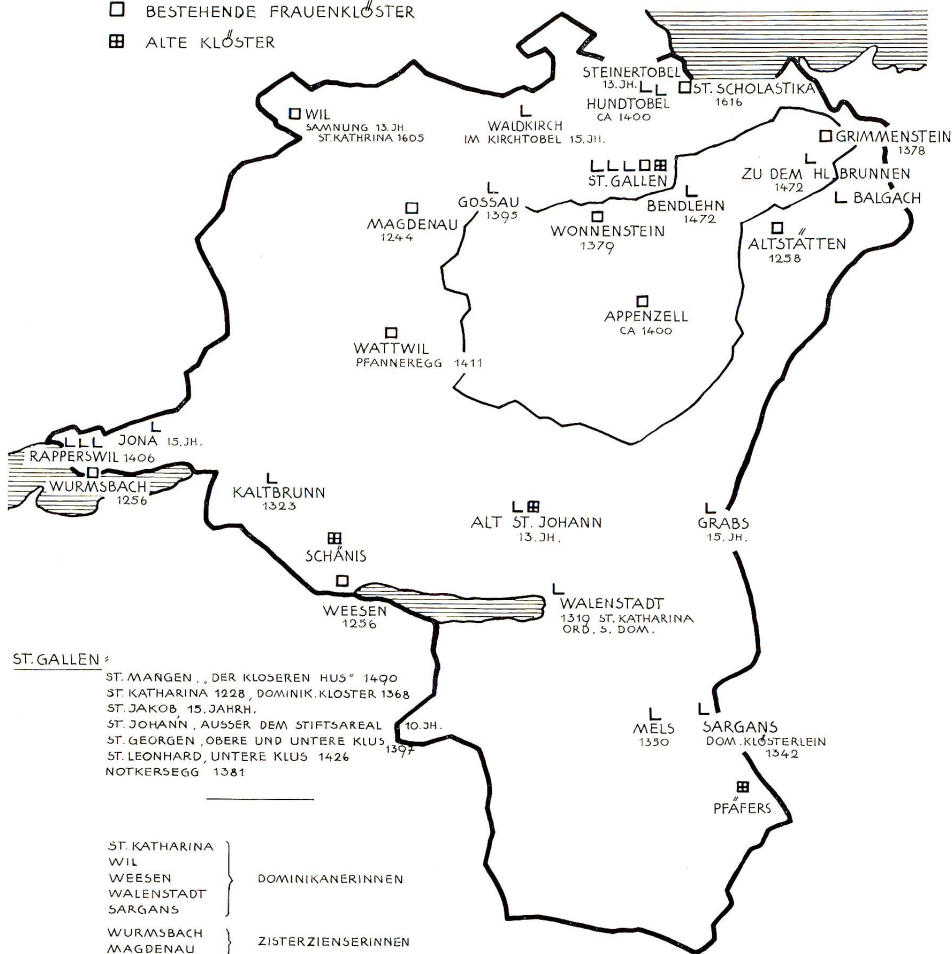 BESTEHENDE FRAUENKLÖSTER
ALTE KLÖSTER
STEINERTOBEL
13. JH.
HUNDTOBEL
CA 1400
ST. SCHOLASTIKA
1616
WIL
SAMNUNG 13. JH.
ST. KATHRINA 1605
WALDKIRCH
IM KIRCHTOBEL 15. JH.
GRIMMENSTEIN
1378
ST. GALLEN
ZU DEM HL. BRUNNEN
1472
BALGACH
GOSSAU
1395
BENDLEHN
1472
MAGDENAU
1244
WONNENSTEIN
1379
ALTSTÄTTEN
1258
APPENZELL
CA 1400
WATTWIL
PFANNEREGG 1411
JONA 15. JH.
RAPPERSWIL 1406
WURMSBACH
1256
KALTBRUNN
1323
ALT ST. JOHANN
13. JH.
GRABS
15. JH.
SCHÄNIS
WEESEN
1256
WALENSTADT
1319 ST. KATHARINA
ORD. S. DOM.
MELS
1350
SARGANS
DOM. KLÖSTERLEIN
1342
PFÄFERS
ST. GALLEN:
ST. MANGEN, „DER KLOSEREN HUS" 1490
ST. KATHARINA 1228, DOMINIK. KLOSTER 1368
ST. JAKOB, 15. JAHRH.
ST. JOHANN, AUSSER DEM STIFTSAREAL 10. JH.
ST. GEORGEN, OBERE UND UNTERE KLUS 1397
ST. LEONHARD, UNTERE KLUS 1426
NOTKERSEGG 1381
ST. KATHARINA
WIL
WEESEN
WALENSTADT
SARGANS
DOMINIKANERINNEN
WURMSBACH
MAGDENAU
ZISTERZIENSERINNEN